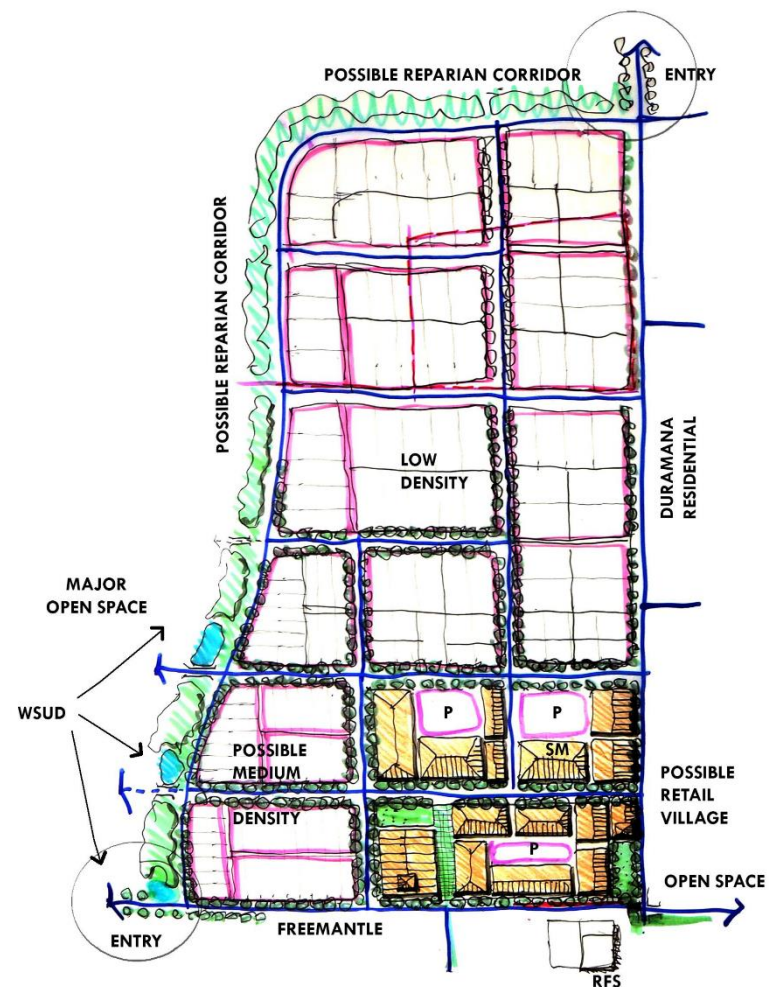 POSSIBLE REPARIAN CORRIDOR
ENTRY
POSSIBLE REPARIAN CORRIDOR
LOW
DENSITY
DURAMANA
RESIDENTIAL
MAJOR
OPEN SPACE
WSUD
P
P
SM
POSSIBLE
MEDIUM
DENSITY
POSSIBLE
RETAIL
VILLAGE
P
OPEN SPACE
ENTRY
FREEMANTLE
RFS